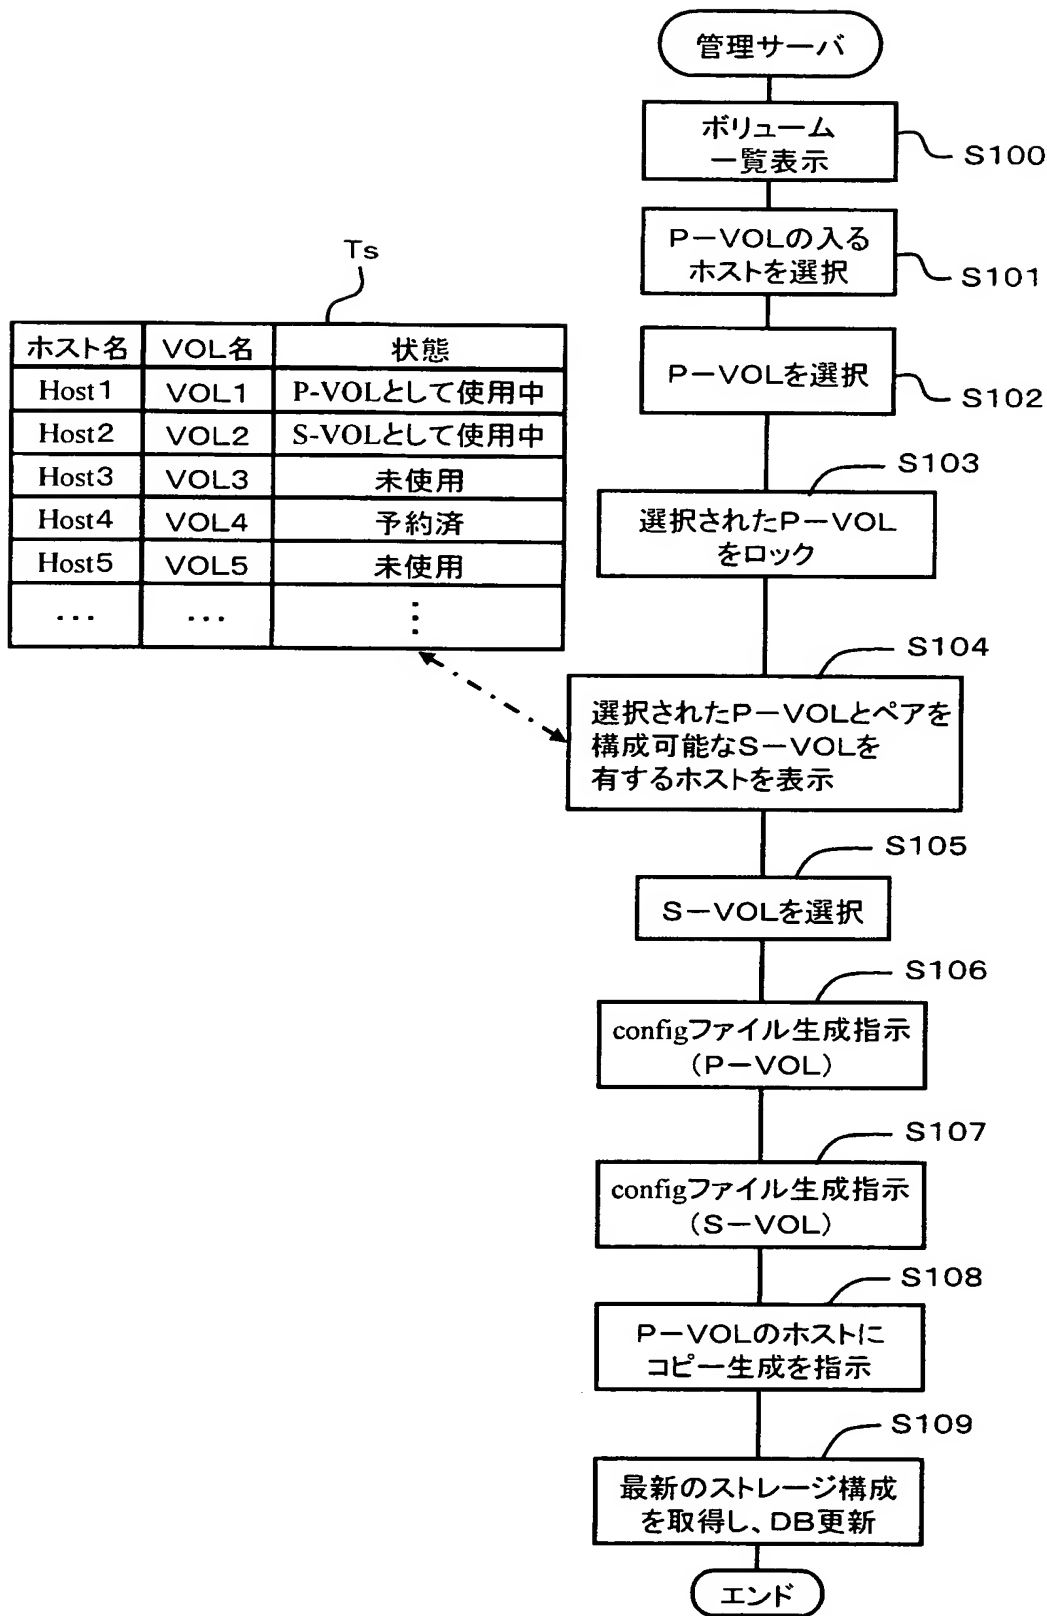 管理サーバ
ボリューム
一覧表示
S100
P－VOLの入る
ホストを選択
S101
P－VOLを選択
S102
S103
選択されたP－VOL
をロック
Ts
ホスト名 VOL名 状態
Host1 VOL1 P-VOLとして使用中
Host2 VOL2 S-VOLとして使用中
Host3 VOL3 未使用
Host4 VOL4 予約済
Host5 VOL5 未使用
… … ⋮
S104
選択されたP－VOLとペアを
構成可能なS－VOLを
有するホストを表示
S105
S－VOLを選択
S106
configファイル生成指示
（P－VOL）
S107
configファイル生成指示
（S－VOL）
S108
P－VOLのホストに
コピー生成を指示
S109
最新のストレージ構成
を取得し、DB更新
エンド